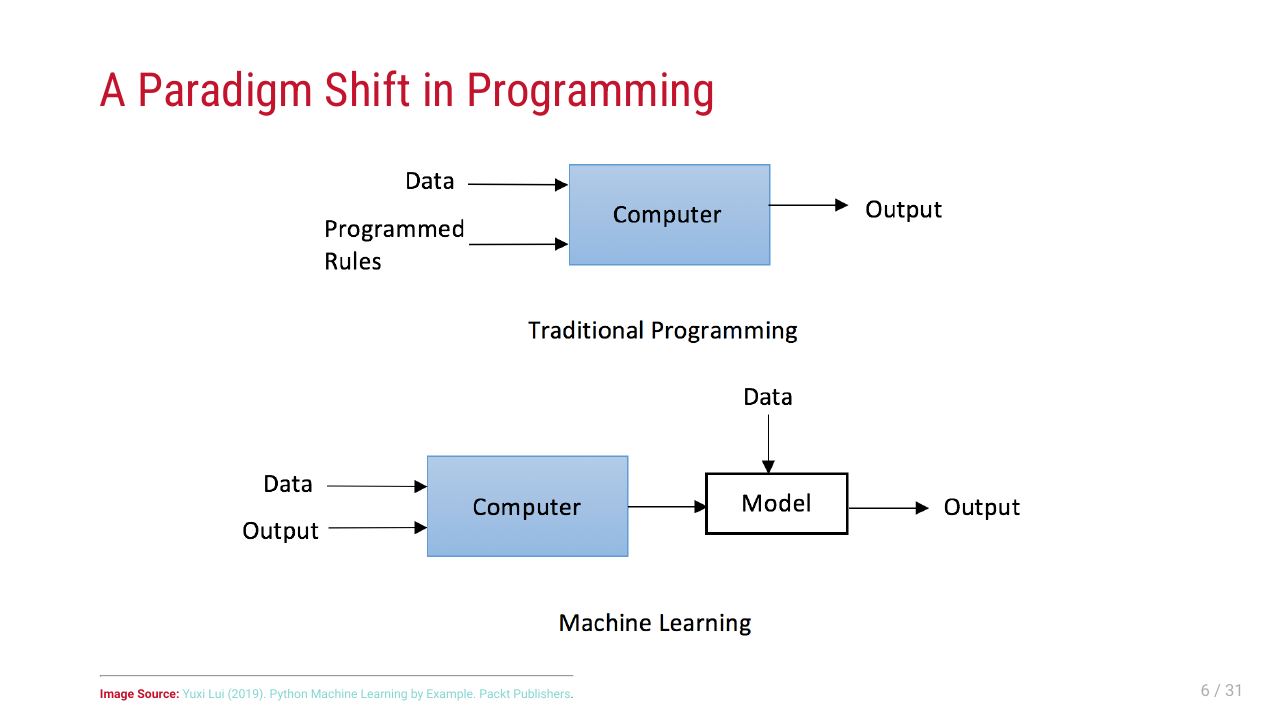 A Paradigm Shift in Programming
Data
Programmed
Rules
Computer
Output
Traditional Programming
Data
Data
Output
Computer
Model
Output
Machine Learning
Image Source: Yuxi Lui (2019). Python Machine Learning by Example. Packt Publishers.
6 / 31